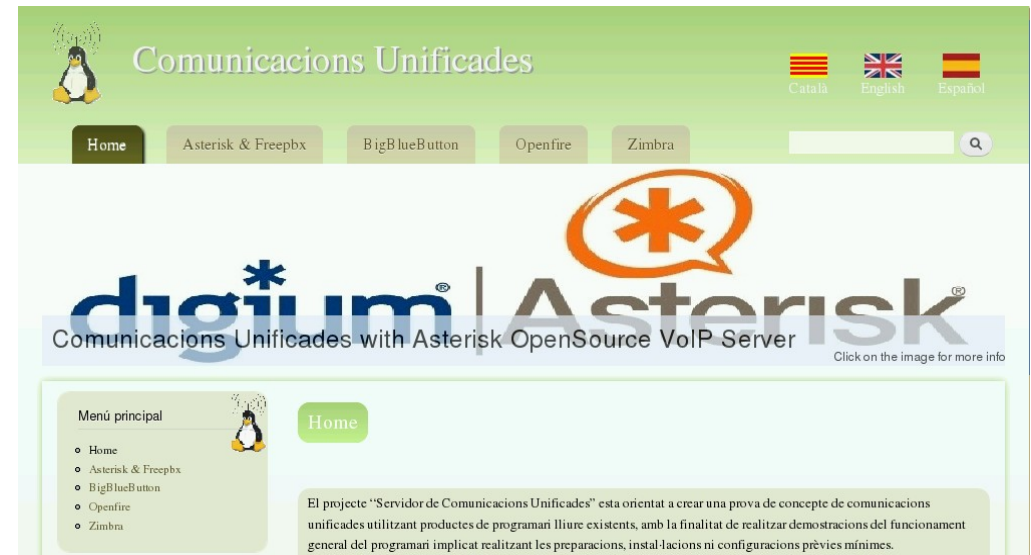 Comunicacions Unificades
Català English Español
Home Asterisk & Freepbx BigBlueButton Openfire Zimbra
digium® Asterisk®
Comunicacions Unificades with Asterisk OpenSource VoIP Server
Click on the image for more info
Menú principal
Home
Home
Asterisk & Freepbx
BigBlueButton
Openfire
Zimbra
El projecte “Servidor de Comunicacions Unificades” esta orientat a crear una prova de concepte de comunicacions
unificades utilitzant productes de programari lliure existents, amb la finalitat de realitzar demostracions del funcionament
general del programari implicat realitzant les preparacions, instal·lacions ni configuracions prèvies mínimes.